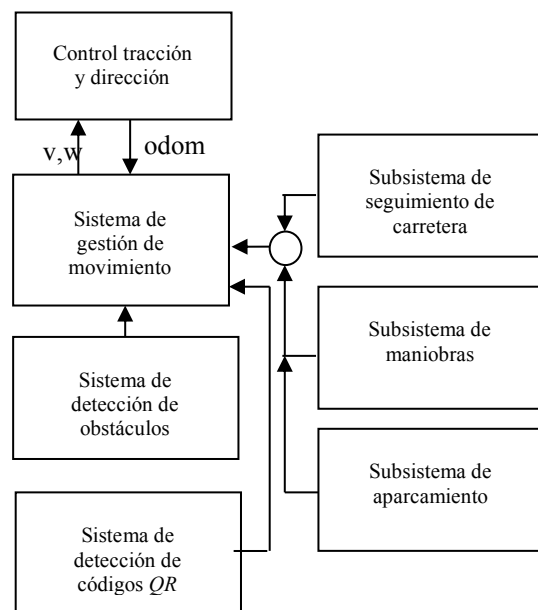 Control tracción
y dirección
v,w
odom
Sistema de
gestión de
movimiento
Subsistema de
seguimiento de
carretera
Subsistema de
maniobras
Sistema de
detección de
obstáculos
Subsistema de
aparcamiento
Sistema de
detección de
códigos QR